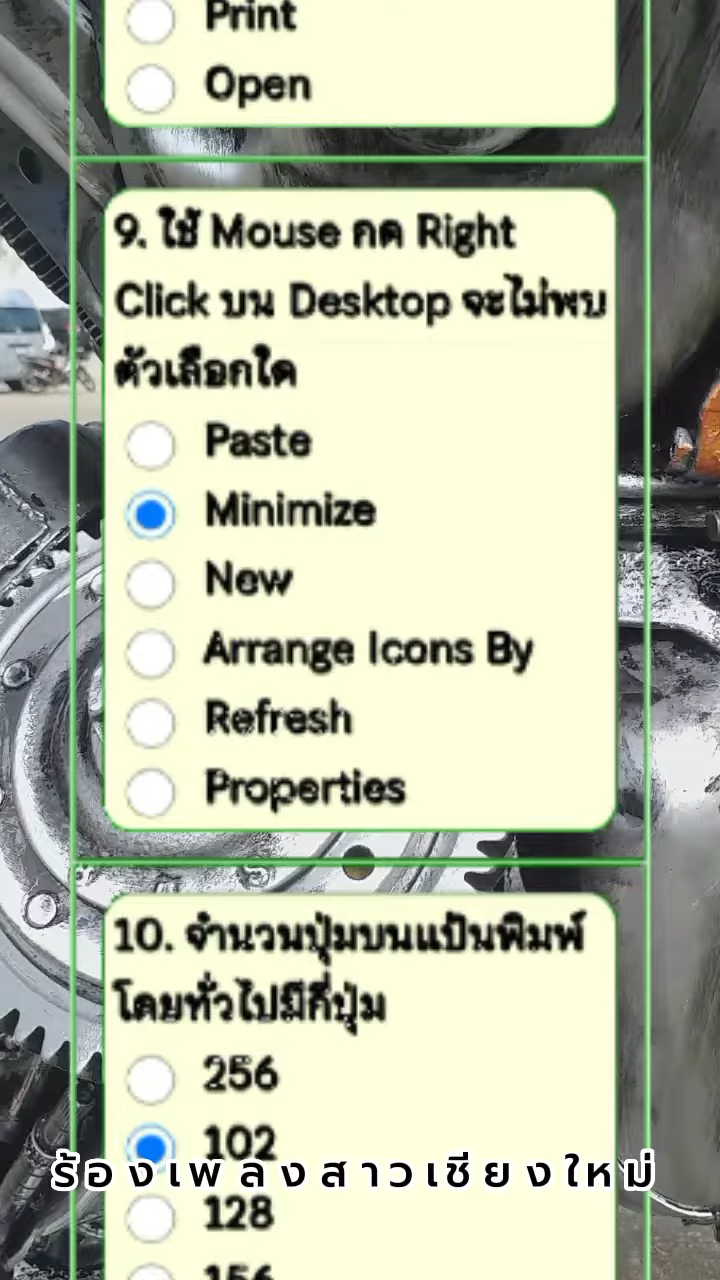 Print
Open
9. ใช้ Mouse กด Right
Click บน Desktop จะไม่พบ
ตัวเลือกใด
Paste
Minimize
New
Arrange Icons By
Refresh
Properties
10. จำนวนปุ่มบนแป้นพิมพ์
โดยทั่วไปมีกี่ปุ่ม
256
102
ร้องเพลงสาวเชียงใหม่
128
156